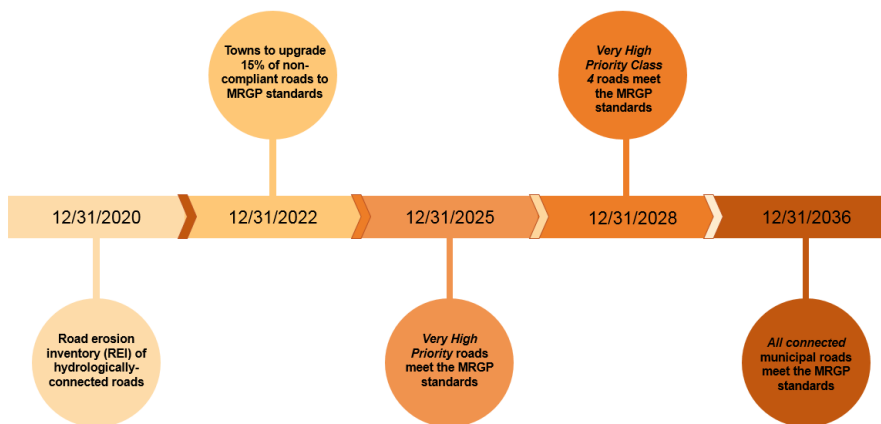 Towns to upgrade
15% of non-
compliant roads to
MRGP standards
Very High
Priority Class
4 roads meet
the MRGP
standards
12/31/2020
12/31/2022
12/31/2025
12/31/2028
12/31/2036
Road erosion
inventory (REI) of
hydrologically-
connected roads
Very High
Priority roads
meet the MRGP
standards
All connected
municipal roads
meet the MRGP
standards